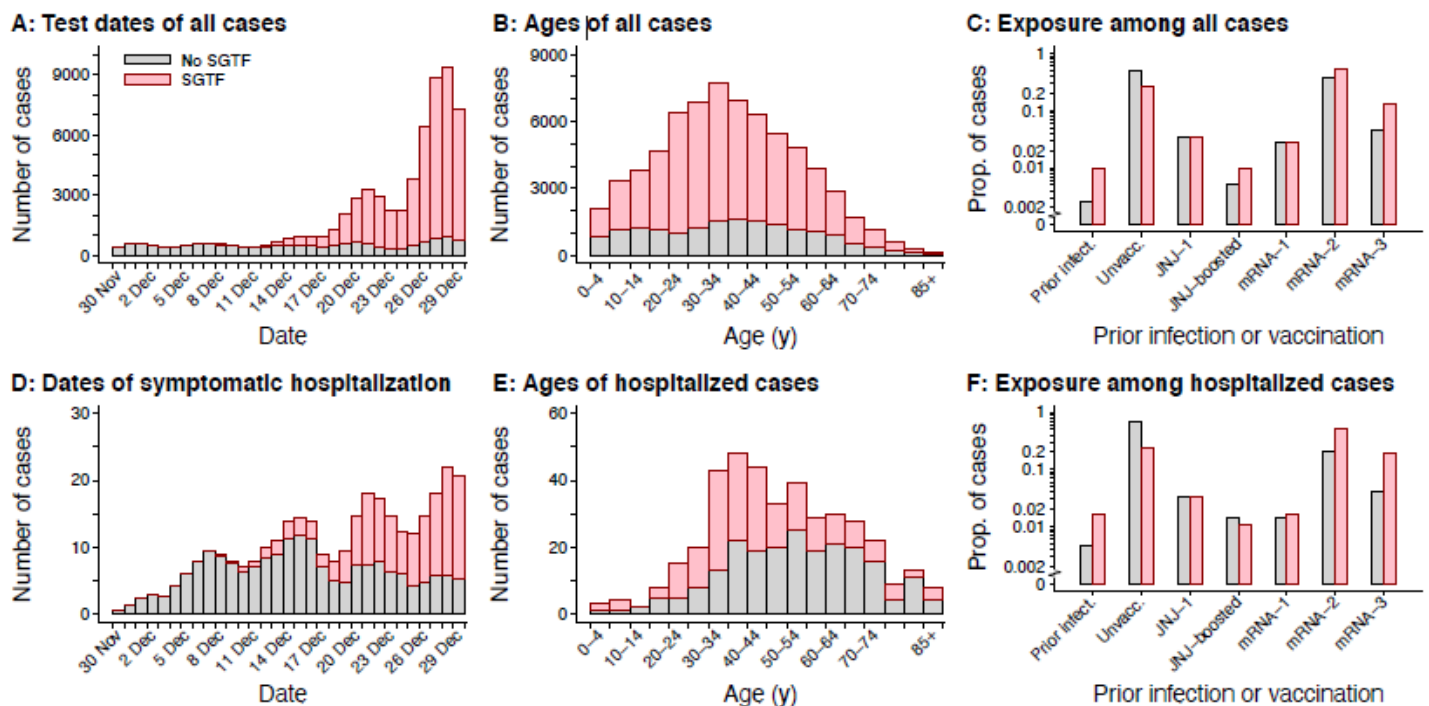 A: Test dates of all cases
No SGTF
SGTF
Number of cases
9000
6000
3000
0
30 Nov
2 Dec
5 Dec
8 Dec
11 Dec
14 Dec
17 Dec
20 Dec
23 Dec
26 Dec
29 Dec
Date
B: Ages of all cases
Number of cases
9000
6000
3000
0
0–4
10–14
20–24
30–34
40–44
50–54
60–64
70–74
85+
Age (y)
C: Exposure among all cases
Prop. of cases
1
0.2
0.1
0.02
0.01
0.002
0
Prior infect.
Unvacc.
JNJ–1
JNJ–boosted
mRNA–1
mRNA–2
mRNA–3
Prior infection or vaccination
D: Dates of symptomatic hospitalization
Number of cases
30
20
10
0
30 Nov
2 Dec
5 Dec
8 Dec
11 Dec
14 Dec
17 Dec
20 Dec
23 Dec
26 Dec
29 Dec
Date
E: Ages of hospitalized cases
Number of cases
60
40
20
0
0–4
10–14
20–24
30–34
40–44
50–54
60–64
70–74
85+
Age (y)
F: Exposure among hospitalized cases
Prop. of cases
1
0.2
0.1
0.02
0.01
0.002
0
Prior infect.
Unvacc.
JNJ–1
JNJ–boosted
mRNA–1
mRNA–2
mRNA–3
Prior infection or vaccination